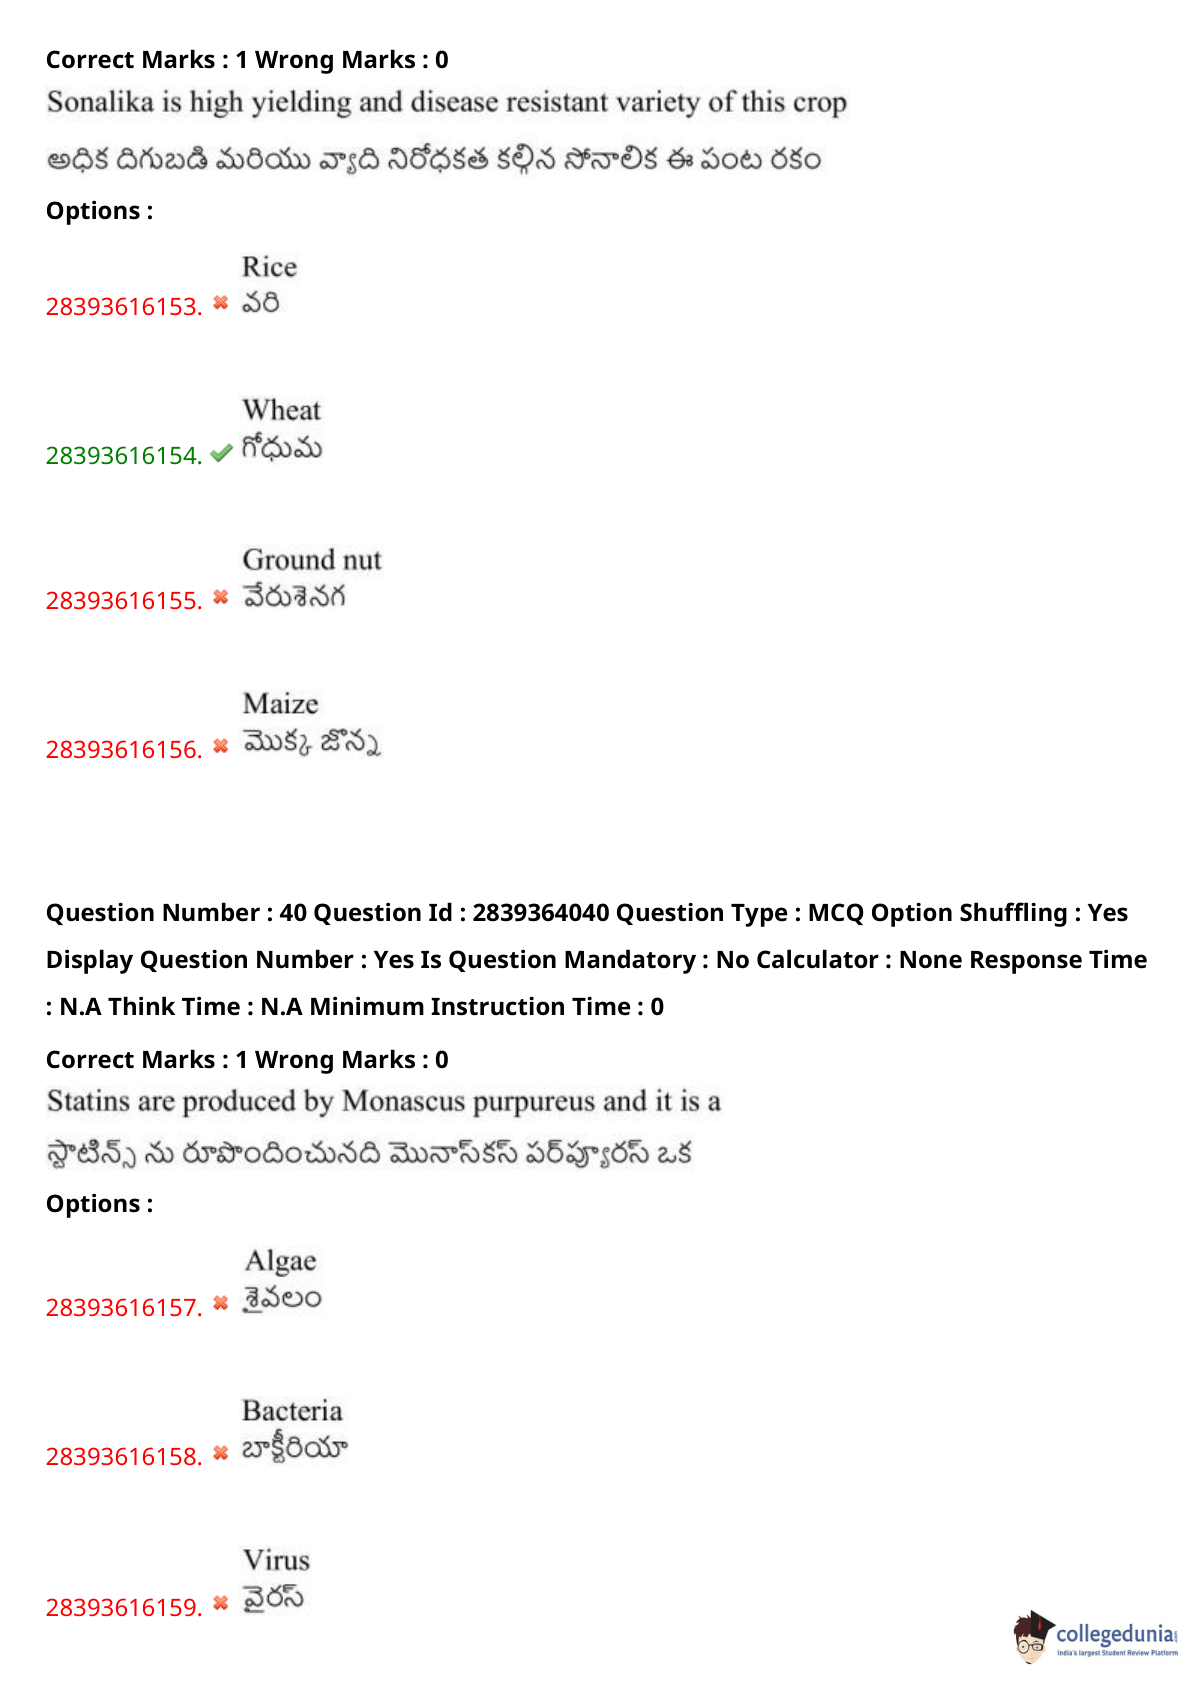 Correct Marks : 1 Wrong Marks : 0
Sonalika is high yielding and disease resistant variety of this crop
అధిక దిగుబడి మరియు వ్యాది నిరోధకత కల్గిన సోనాలిక ఈ పంట రకం
Options :
Rice
28393616153. వరి
Wheat
28393616154. గోధుమ
Ground nut
28393616155. వేరుశెనగ
Maize
28393616156. మొక్క జొన్న
Question Number : 40 Question Id : 2839364040 Question Type : MCQ Option Shuffling : Yes
Display Question Number : Yes Is Question Mandatory : No Calculator : None Response Time
: N.A Think Time : N.A Minimum Instruction Time : 0
Correct Marks : 1 Wrong Marks : 0
Statins are produced by Monascus purpureus and it is a
స్టాటిన్స్ ను రూపొందించునది మొనాస్‌కస్ పర్‌ప్యూరస్ ఒక
Options :
Algae
28393616157. శైవలం
Bacteria
28393616158. బాక్టీరియా
Virus
28393616159. వైరస్
collegedunia
India's largest Student Review Platform